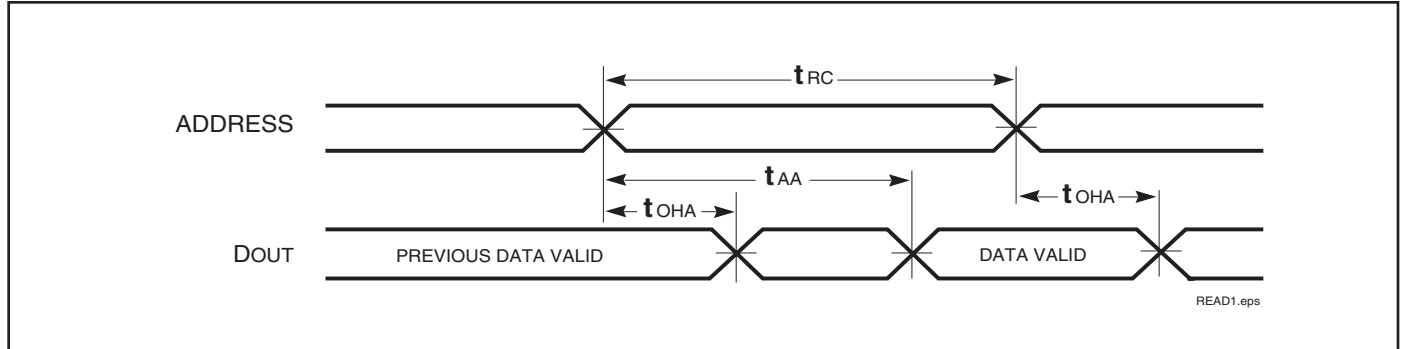 tRC
ADDRESS
tAA
tOHA
tOHA
DOUT
PREVIOUS DATA VALID
DATA VALID
READ1.eps